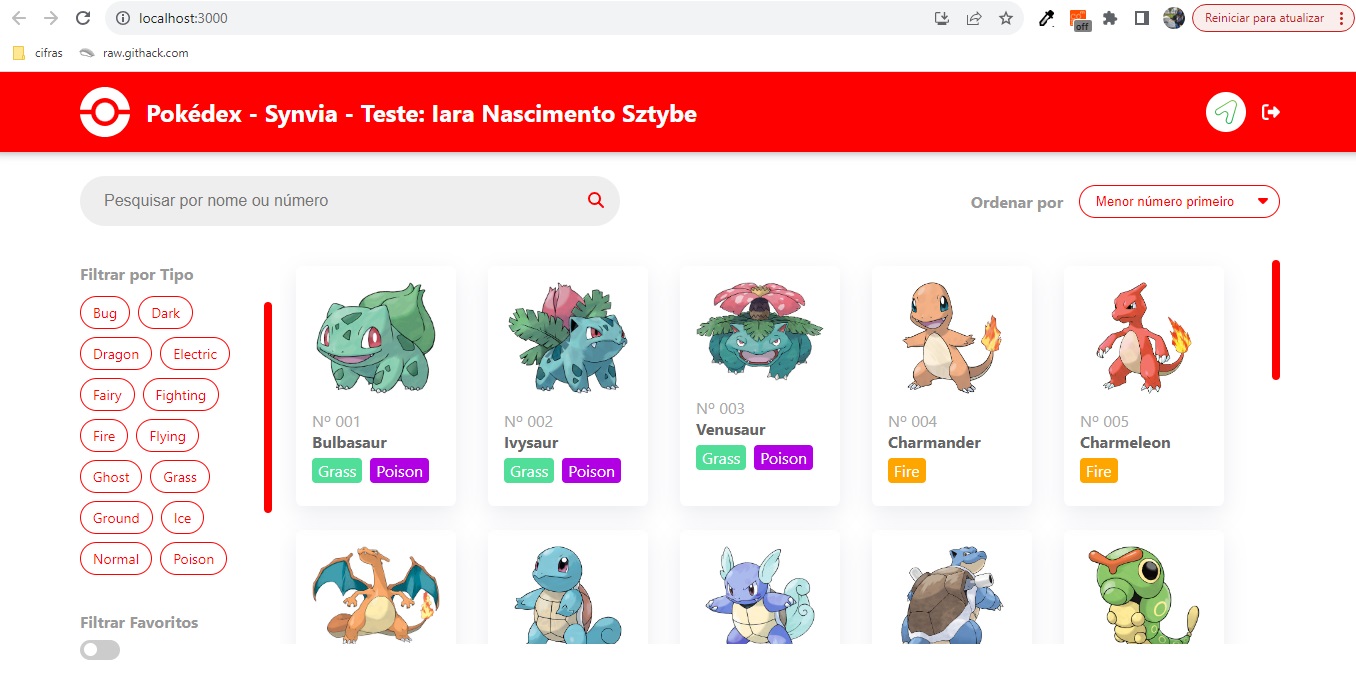 localhost:3000
off
Reiniciar para atualizar
cifras
raw.githack.com
Pokédex - Synvia - Teste: Iara Nascimento Sztybe
Pesquisar por nome ou número
Ordenar por
Menor número primeiro
Filtrar por Tipo
Bug Dark
Dragon Electric
Fairy Fighting
Fire Flying
Ghost Grass
Ground Ice
Normal Poison
Filtrar Favoritos
Nº 001
Bulbasaur
Grass Poison
Nº 002
Ivysaur
Grass Poison
Nº 003
Venusaur
Grass Poison
Nº 004
Charmander
Fire
Nº 005
Charmeleon
Fire